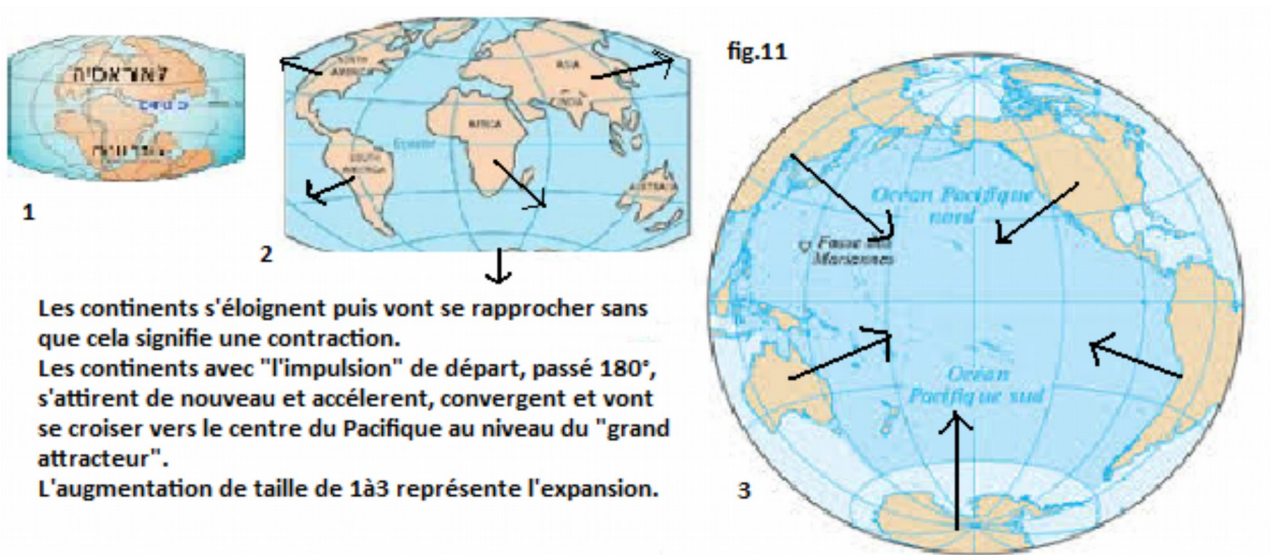 fig.11
לאוראסיה
1
NORTH
AMERICA
ASIA
INDIA
AFRICA
Equator
SOUTH
AMERICA
AUSTRALIA
2
Océan Pacifique
nord
Fosse des
Mariannes
Océan
Pacifique sud
3
Les continents s'éloignent puis vont se rapprocher sans
que cela signifie une contraction.
Les continents avec "l'impulsion" de départ, passé 180°,
s'attirent de nouveau et accélerent, convergent et vont
se croiser vers le centre du Pacifique au niveau du "grand
attracteur".
L'augmentation de taille de 1à3 représente l'expansion.